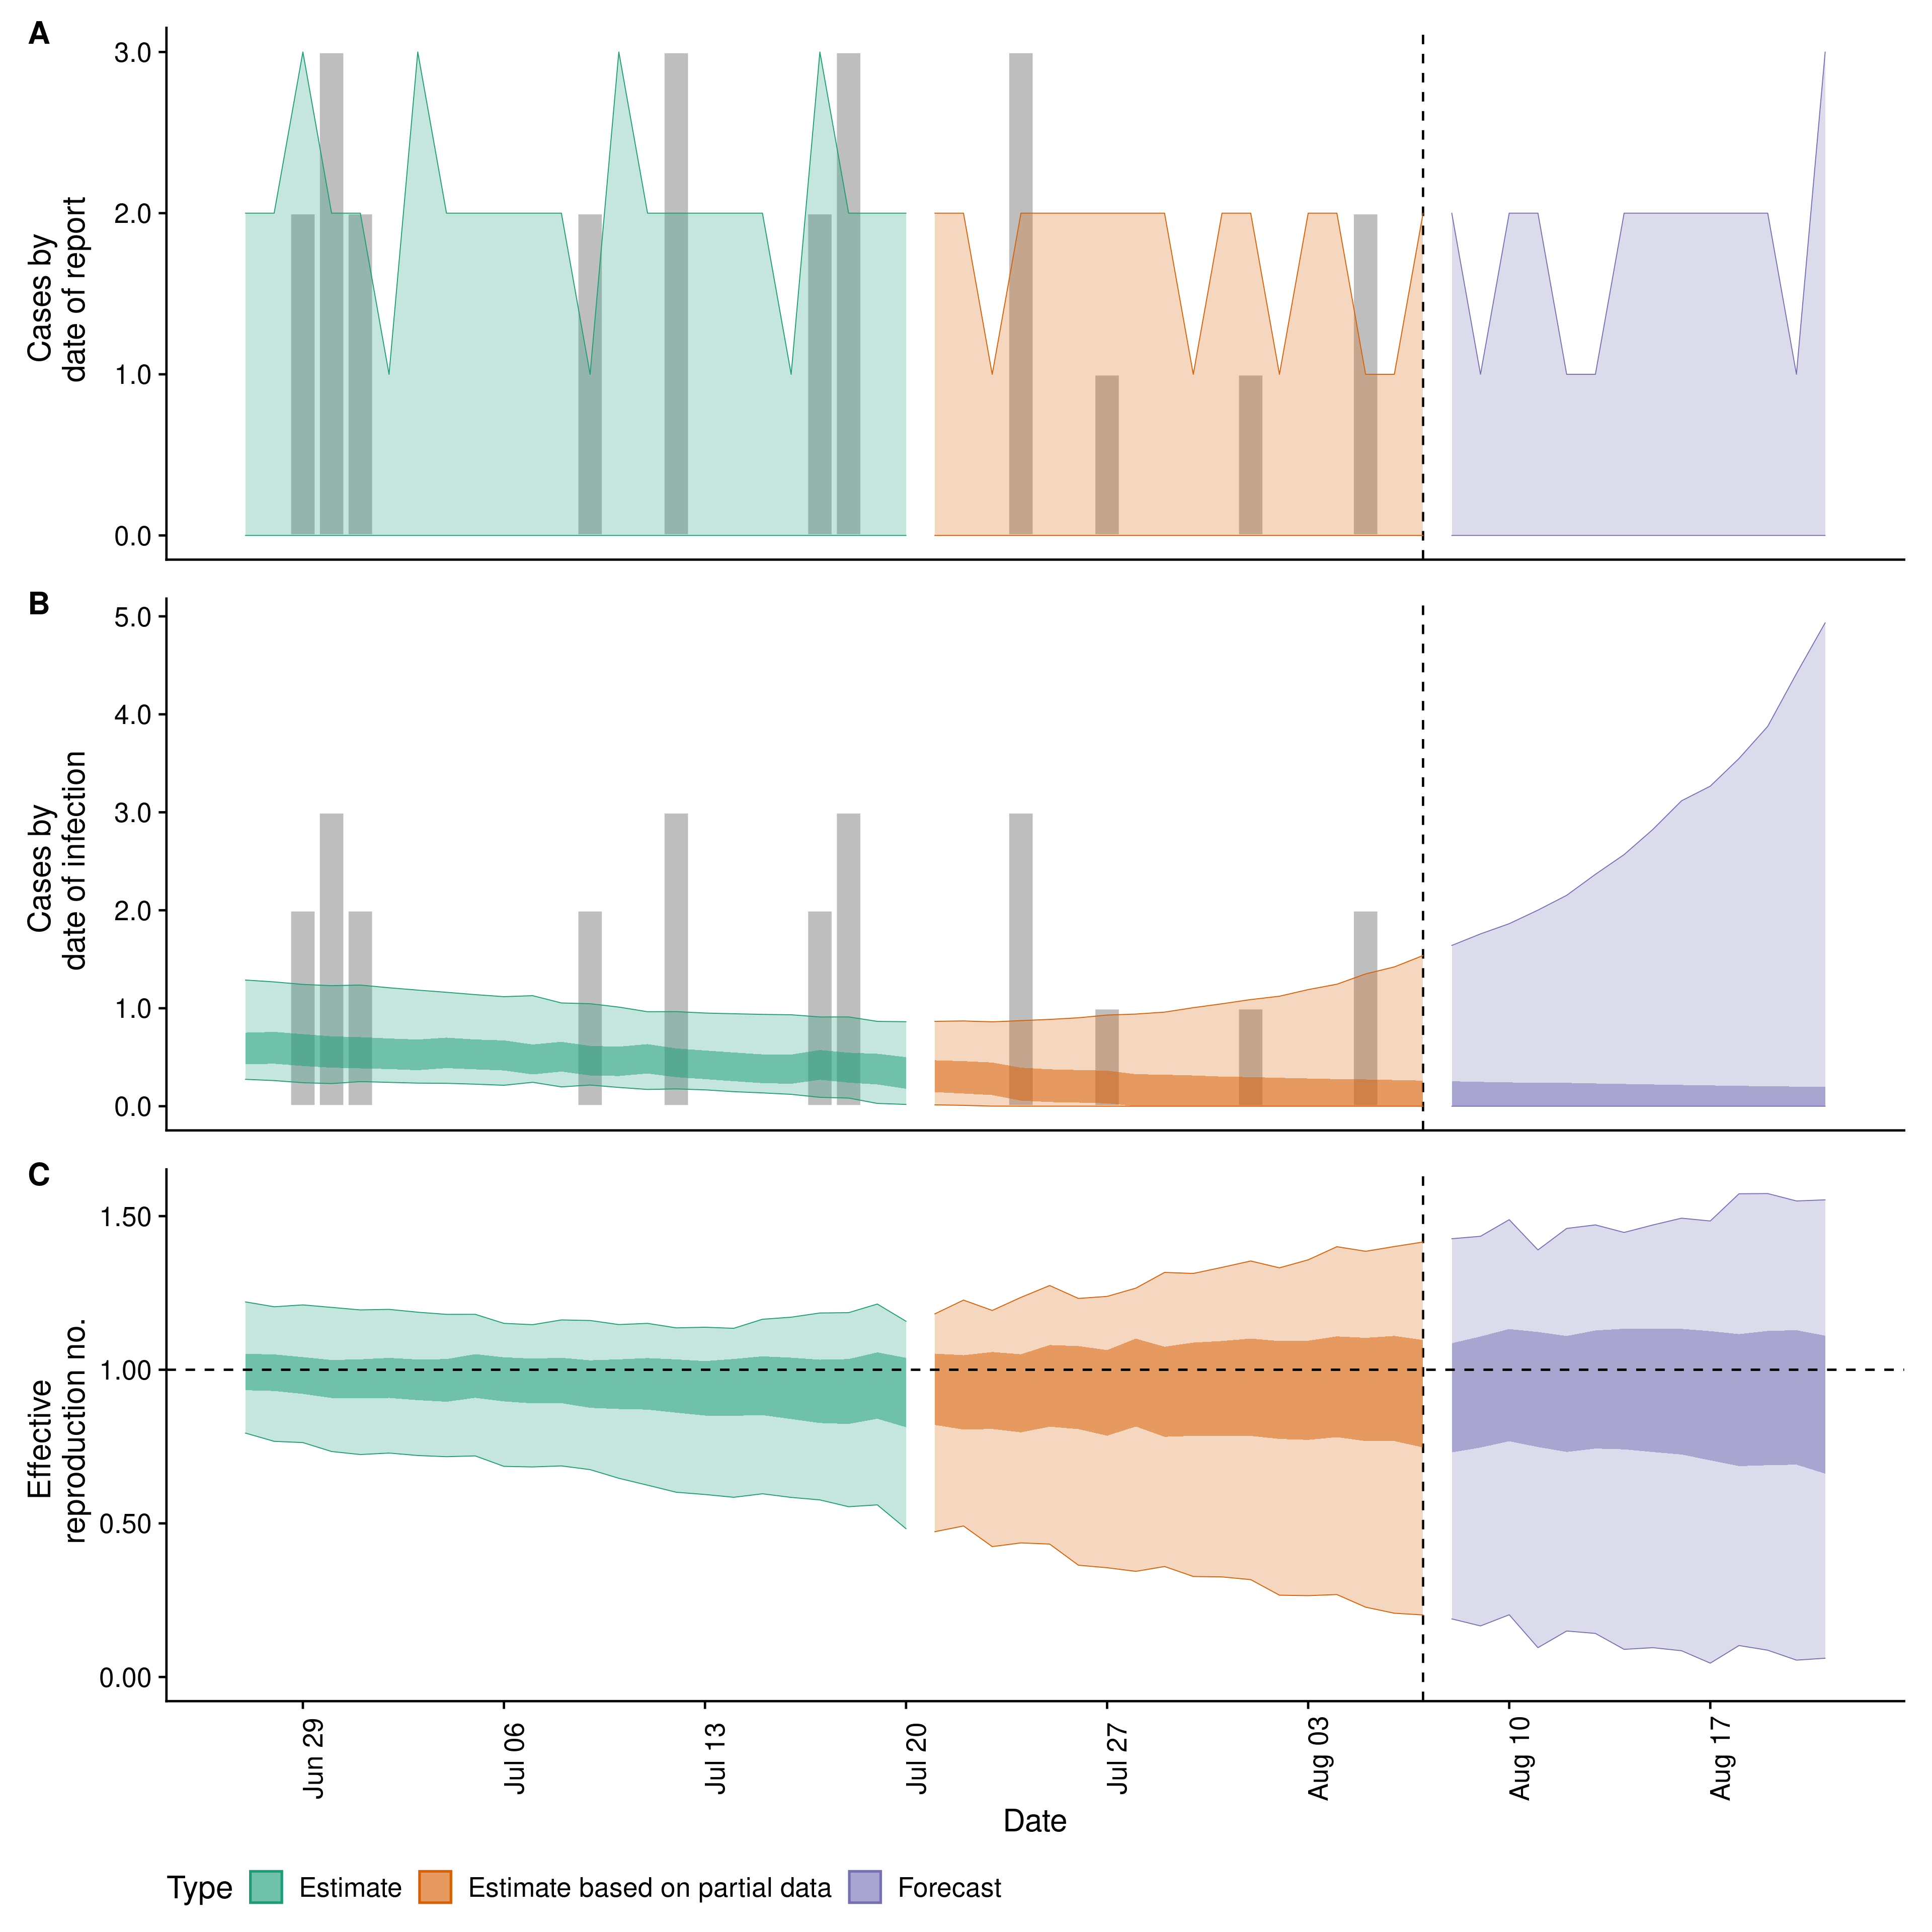 A
Cases by
date of report
3.0
2.0
1.0
0.0
B
Cases by
date of infection
5.0
4.0
3.0
2.0
1.0
0.0
C
Effective
reproduction no.
1.50
1.00
0.50
0.00
Jun 29
Jul 06
Jul 13
Jul 20
Jul 27
Aug 03
Aug 10
Aug 17
Date
Type
Estimate
Estimate based on partial data
Forecast